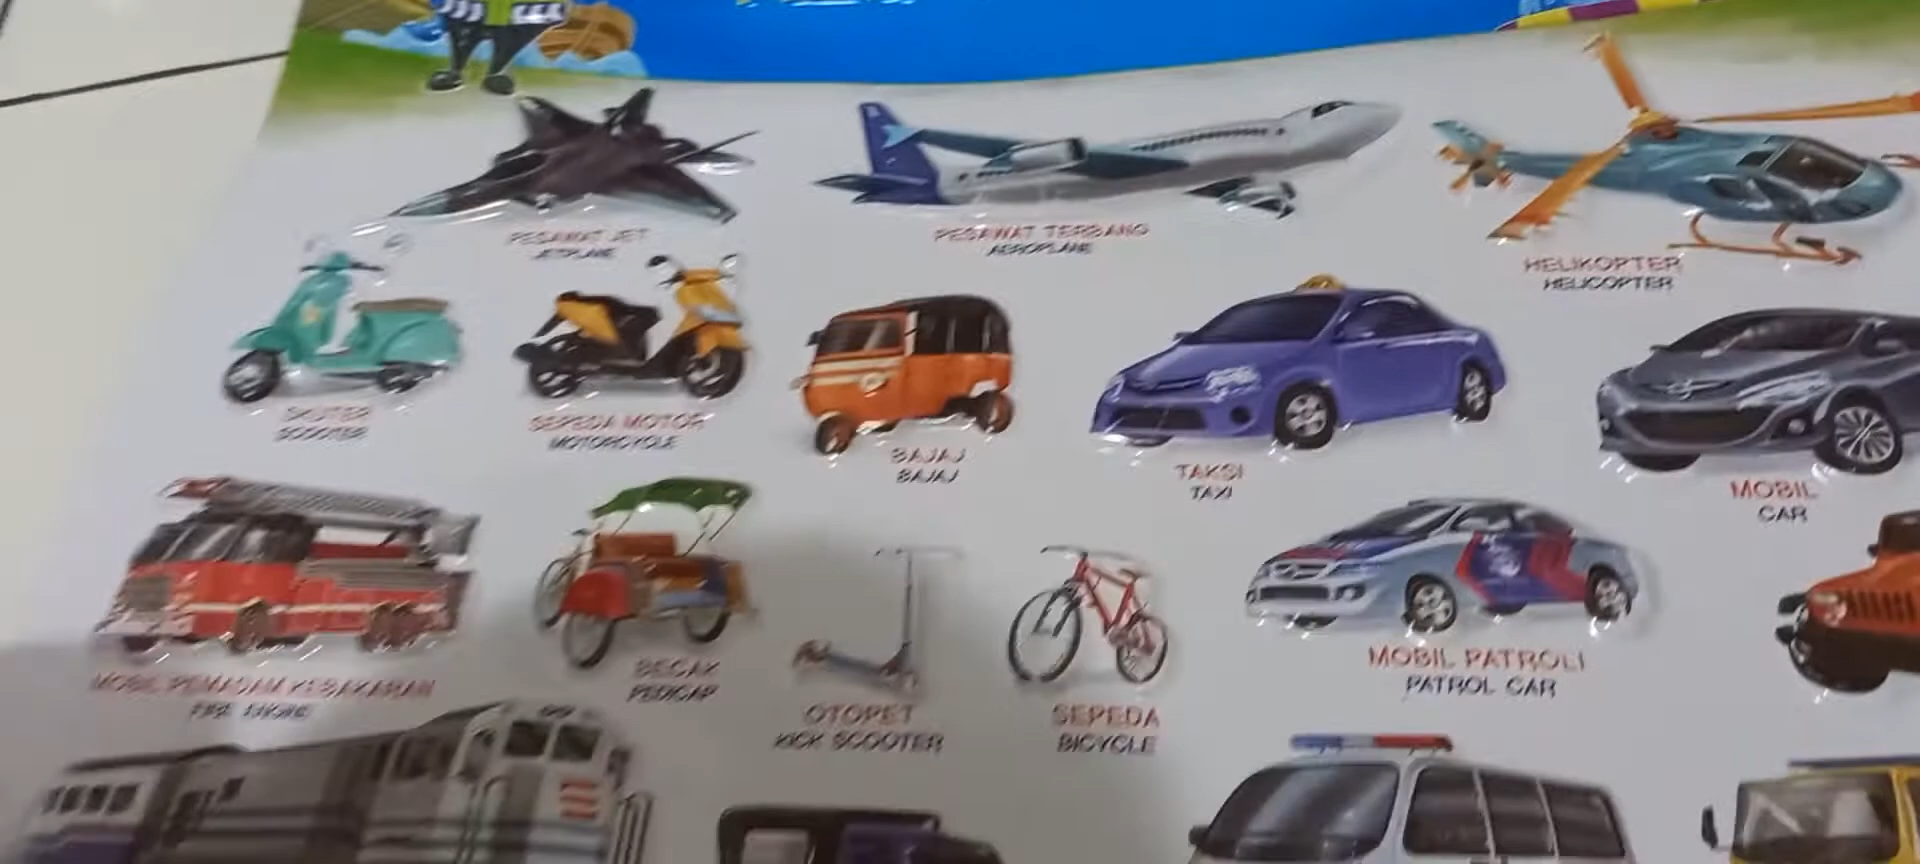 PESAWAT JET
JETPLANE
PESAWAT TERBANG
AEROPLANE
HELIKOPTER
HELICOPTER
SKUTER
SCOOTER
SEPEDA MOTOR
MOTORCYCLE
BAJAJ
BAJAJ
TAKSI
TAXI
MOBIL
CAR
MOBIL PEMADAM KEBAKARAN
FIRE ENGINE
BECAK
PEDICAP
OTOPET
KICK SCOOTER
SEPEDA
BICYCLE
MOBIL PATROLI
PATROL CAR